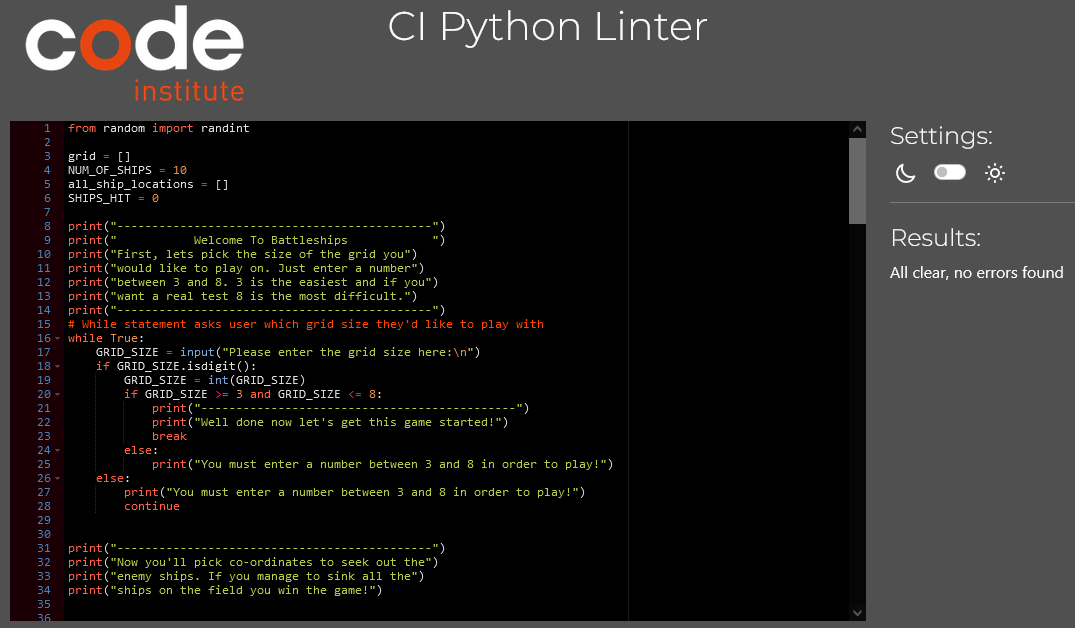 code
institute
CI Python Linter
1 from random import randint
2
3 grid = []
4 NUM_OF_SHIPS = 10
5 all_ship_locations = []
6 SHIPS_HIT = 0
7
8 print("---------------------------------------------")
9 print("           Welcome To Battleships            ")
10 print("First, lets pick the size of the grid you")
11 print("would like to play on. Just enter a number")
12 print("between 3 and 8. 3 is the easiest and if you")
13 print("want a real test 8 is the most difficult.")
14 print("---------------------------------------------")
15 # While statement asks user which grid size they'd like to play with
16 while True:
17     GRID_SIZE = input("Please enter the grid size here:\n")
18     if GRID_SIZE.isdigit():
19         GRID_SIZE = int(GRID_SIZE)
20         if GRID_SIZE >= 3 and GRID_SIZE <= 8:
21             print("---------------------------------------------")
22             print("Well done now let's get this game started!")
23             break
24         else:
25             print("You must enter a number between 3 and 8 in order to play!")
26     else:
27         print("You must enter a number between 3 and 8 in order to play!")
28         continue
29
30
31 print("---------------------------------------------")
32 print("Now you'll pick co-ordinates to seek out the")
33 print("enemy ships. If you manage to sink all the")
34 print("ships on the field you win the game!")
35
36
Settings:
Results:
All clear, no errors found